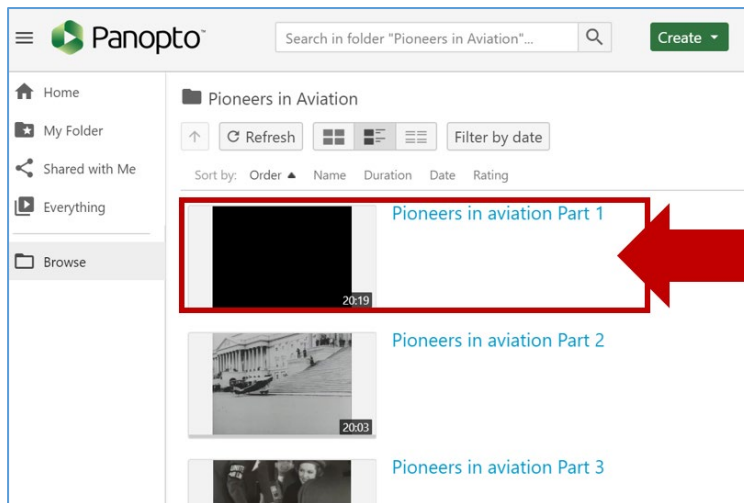 Panopto
Search in folder "Pioneers in Aviation"...
Create
Home
My Folder
Shared with Me
Everything
Browse
Pioneers in Aviation
Refresh
Filter by date
Sort by: Order Name Duration Date Rating
Pioneers in aviation Part 1
20:19
Pioneers in aviation Part 2
20:03
Pioneers in aviation Part 3